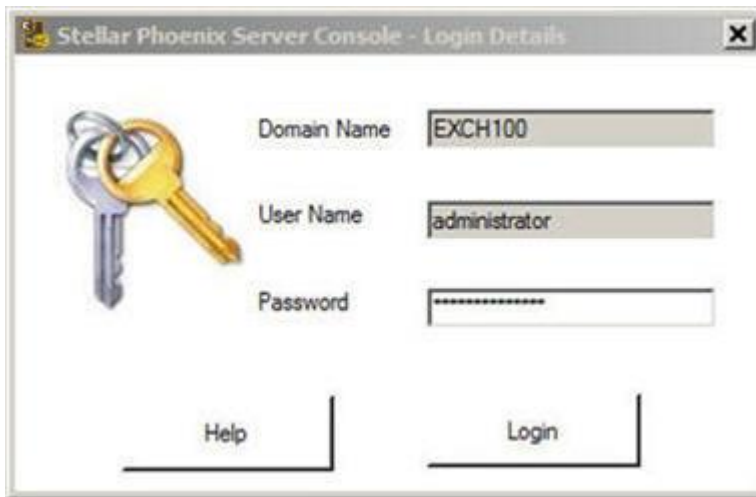 Stellar Phoenix Server Console - Login Details
Domain Name EXCH100
User Name administrator
Password ••••••••••••••
Help Login